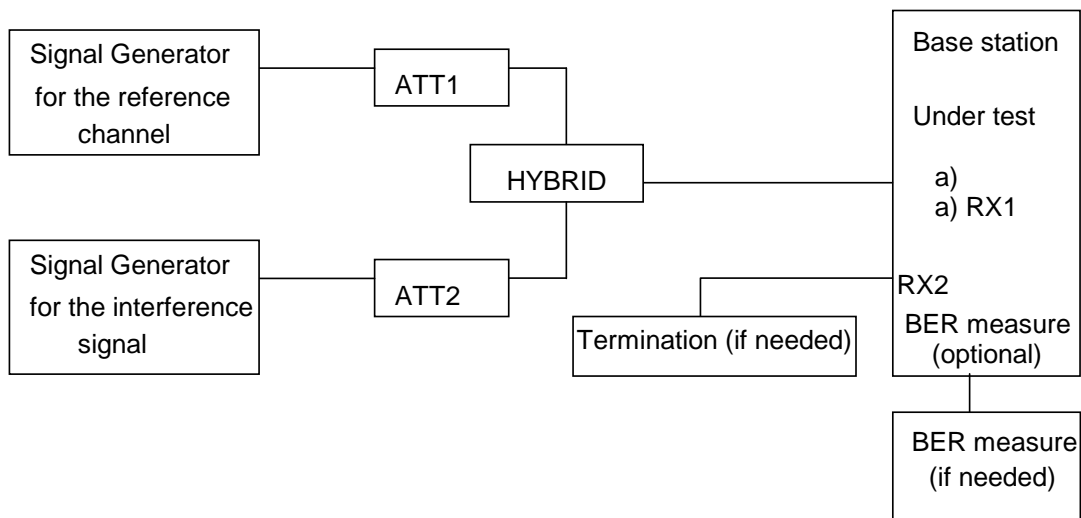 Signal Generator
for the reference
channel
ATT1
HYBRID
Signal Generator
for the interference
signal
ATT2
Termination (if needed)
Base station
Under test
a)
a) RX1
RX2
BER measure
(optional)
BER measure
(if needed)